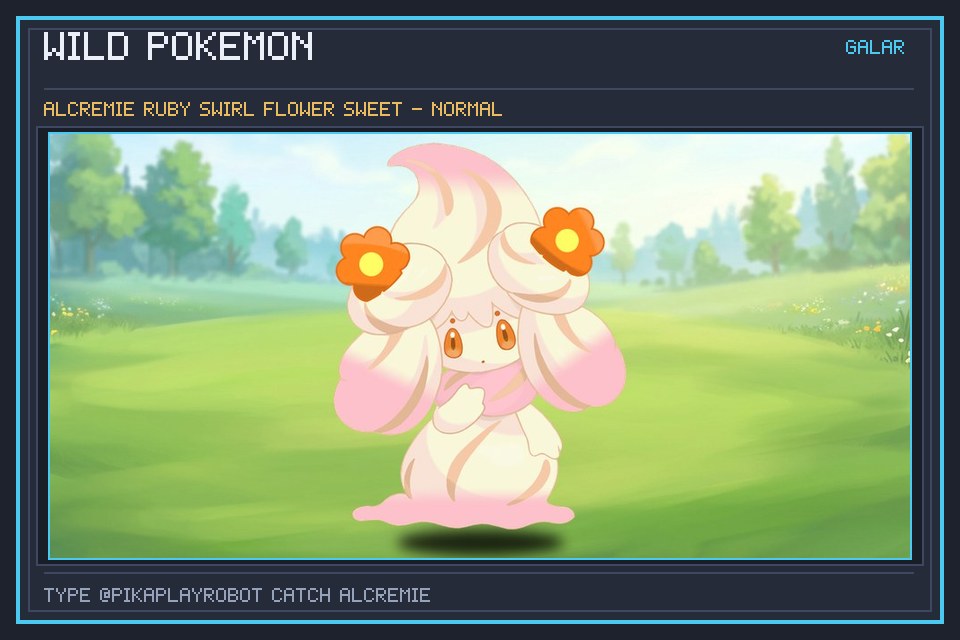 WILD POKEMON
GALAR
ALCREMIE RUBY SWIRL FLOWER SWEET - NORMAL
TYPE @PIKAPLAYROBOT CATCH ALCREMIE